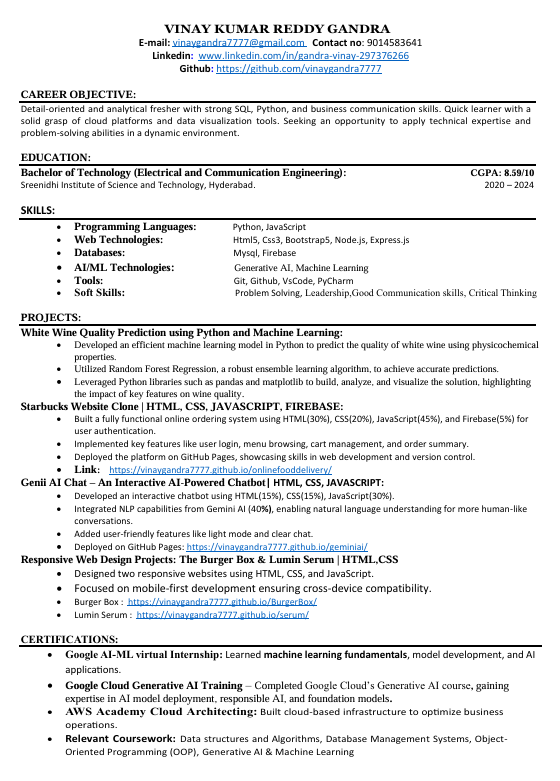 VINAY KUMAR REDDY GANDRA
E-mail: vinaygandra7777@gmail.com Contact no: 9014583641
Linkedin: www.linkedin.com/in/gandra-vinay-297376266
Github: https://github.com/vinaygandra7777
CAREER OBJECTIVE:
Detail-oriented and analytical fresher with strong SQL, Python, and business communication skills. Quick learner with a
solid grasp of cloud platforms and data visualization tools. Seeking an opportunity to apply technical expertise and
problem-solving abilities in a dynamic environment.
EDUCATION:
Bachelor of Technology (Electrical and Communication Engineering): CGPA: 8.59/10
Sreenidhi Institute of Science and Technology, Hyderabad. 2020 – 2024
SKILLS:
• Programming Languages: Python, JavaScript
• Web Technologies: Html5, Css3, Bootstrap5, Node.js, Express.js
• Databases: Mysql, Firebase
• AI/ML Technologies: Generative AI, Machine Learning
• Tools: Git, Github, VsCode, PyCharm
• Soft Skills: Problem Solving, Leadership,Good Communication skills, Critical Thinking
PROJECTS:
White Wine Quality Prediction using Python and Machine Learning:
• Developed an efficient machine learning model in Python to predict the quality of white wine using physicochemical
properties.
• Utilized Random Forest Regression, a robust ensemble learning algorithm, to achieve accurate predictions.
• Leveraged Python libraries such as pandas and matplotlib to build, analyze, and visualize the solution, highlighting
the impact of key features on wine quality.
Starbucks Website Clone | HTML, CSS, JAVASCRIPT, FIREBASE:
• Built a fully functional online ordering system using HTML(30%), CSS(20%), JavaScript(45%), and Firebase(5%) for
user authentication.
• Implemented key features like user login, menu browsing, cart management, and order summary.
• Deployed the platform on GitHub Pages, showcasing skills in web development and version control.
• Link: https://vinaygandra7777.github.io/onlinefooddelivery/
Genii AI Chat – An Interactive AI-Powered Chatbot| HTML, CSS, JAVASCRIPT:
• Developed an interactive chatbot using HTML(15%), CSS(15%), JavaScript(30%).
• Integrated NLP capabilities from Gemini AI (40%), enabling natural language understanding for more human-like
conversations.
• Added user-friendly features like light mode and clear chat.
• Deployed on GitHub Pages: https://vinaygandra7777.github.io/geminiai/
Responsive Web Design Projects: The Burger Box & Lumin Serum | HTML,CSS
• Designed two responsive websites using HTML, CSS, and JavaScript.
• Focused on mobile-first development ensuring cross-device compatibility.
• Burger Box : https://vinaygandra7777.github.io/BurgerBox/
• Lumin Serum : https://vinaygandra7777.github.io/serum/
CERTIFICATIONS:
• Google AI-ML virtual Internship: Learned machine learning fundamentals, model development, and AI
applications.
• Google Cloud Generative AI Training – Completed Google Cloud's Generative AI course, gaining
expertise in AI model deployment, responsible AI, and foundation models.
• AWS Academy Cloud Architecting: Built cloud-based infrastructure to optimize business
operations.
• Relevant Coursework: Data structures and Algorithms, Database Management Systems, Object-
Oriented Programming (OOP), Generative AI & Machine Learning